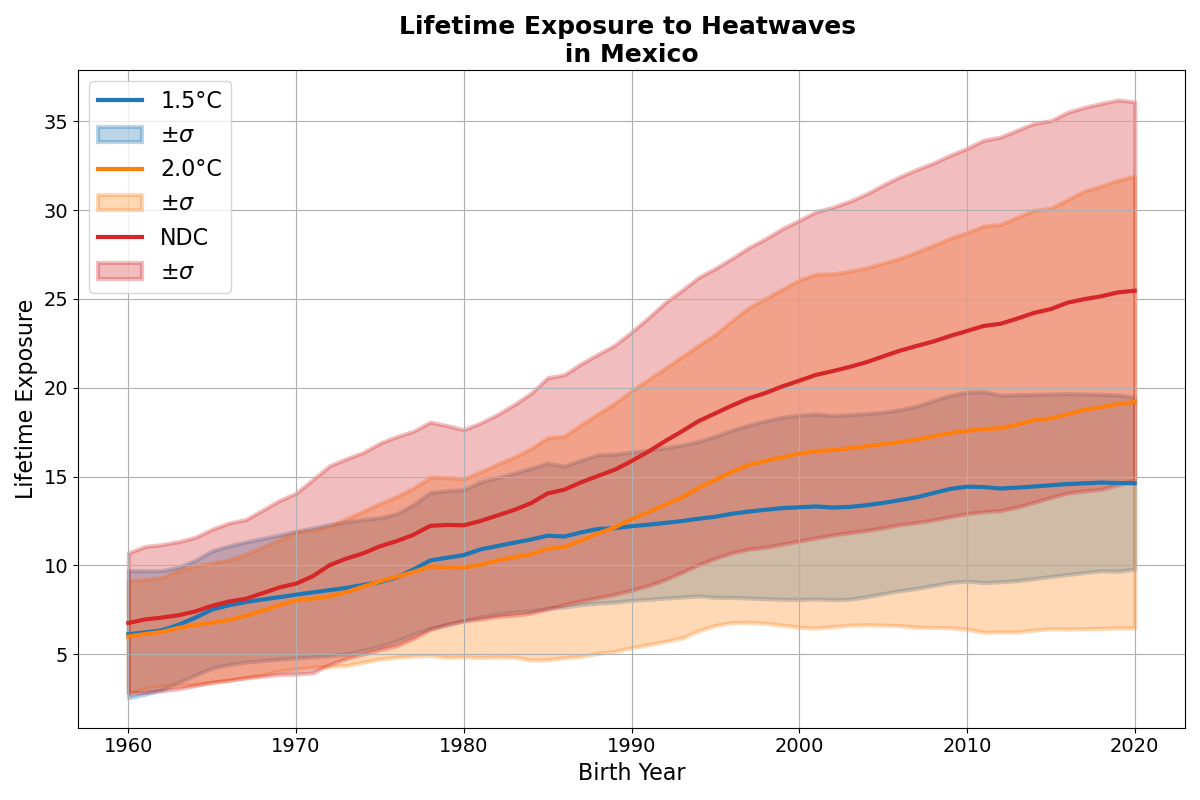 Lifetime Exposure to Heatwaves
in Mexico
1.5°C
±σ
2.0°C
±σ
NDC
±σ
Lifetime Exposure
35
30
25
20
15
10
5
1960
1970
1980
1990
2000
2010
2020
Birth Year